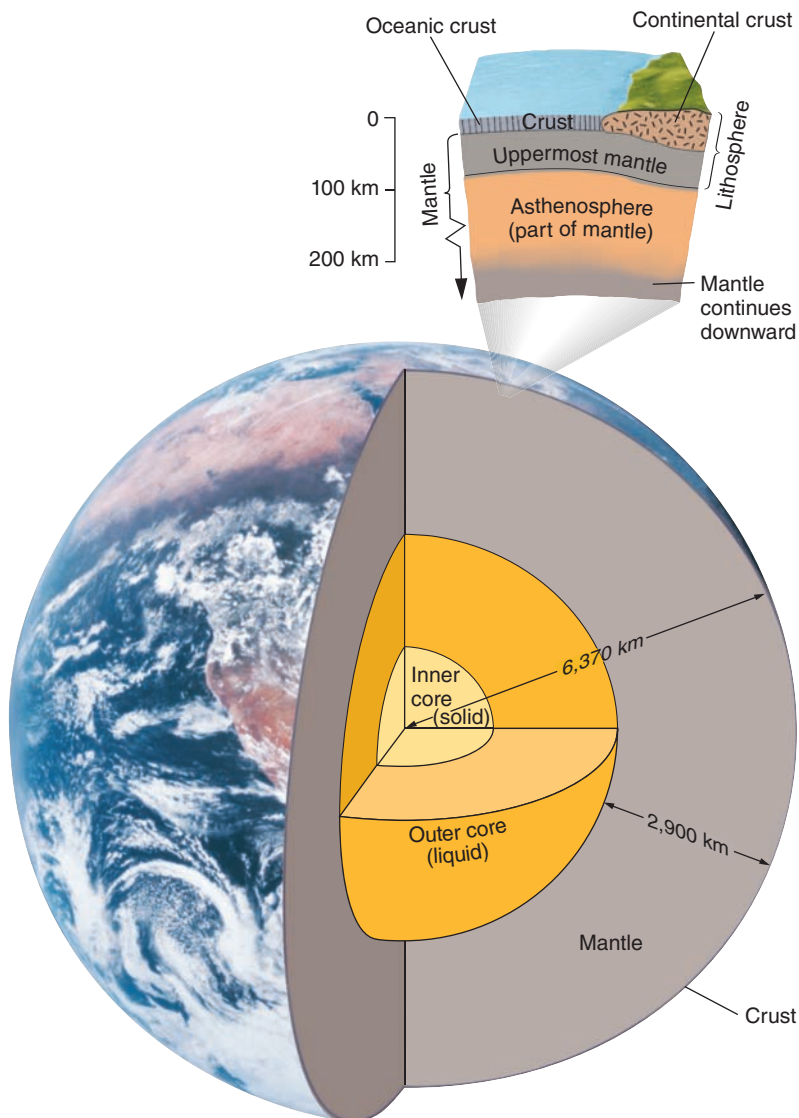 Oceanic crust
Continental crust
0
100 km
200 km
Mantle
Crust
Uppermost mantle
Asthenosphere
(part of mantle)
Lithosphere
Mantle
continues
downward
Inner
core
(solid)
6,370 km
Outer core
(liquid)
2,900 km
Mantle
Crust